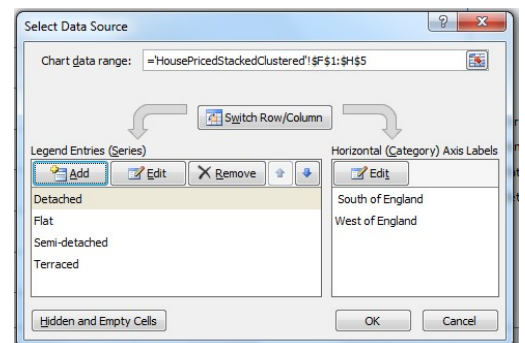 Select Data Source
Chart data range: ='HousePricedStackedClustered'!$F$1:$H$5
Switch Row/Column
Legend Entries (Series)
Add Edit Remove
Detached
Flat
Semi-detached
Terraced
Horizontal (Category) Axis Labels
Edit
South of England
West of England
Hidden and Empty Cells
OK Cancel